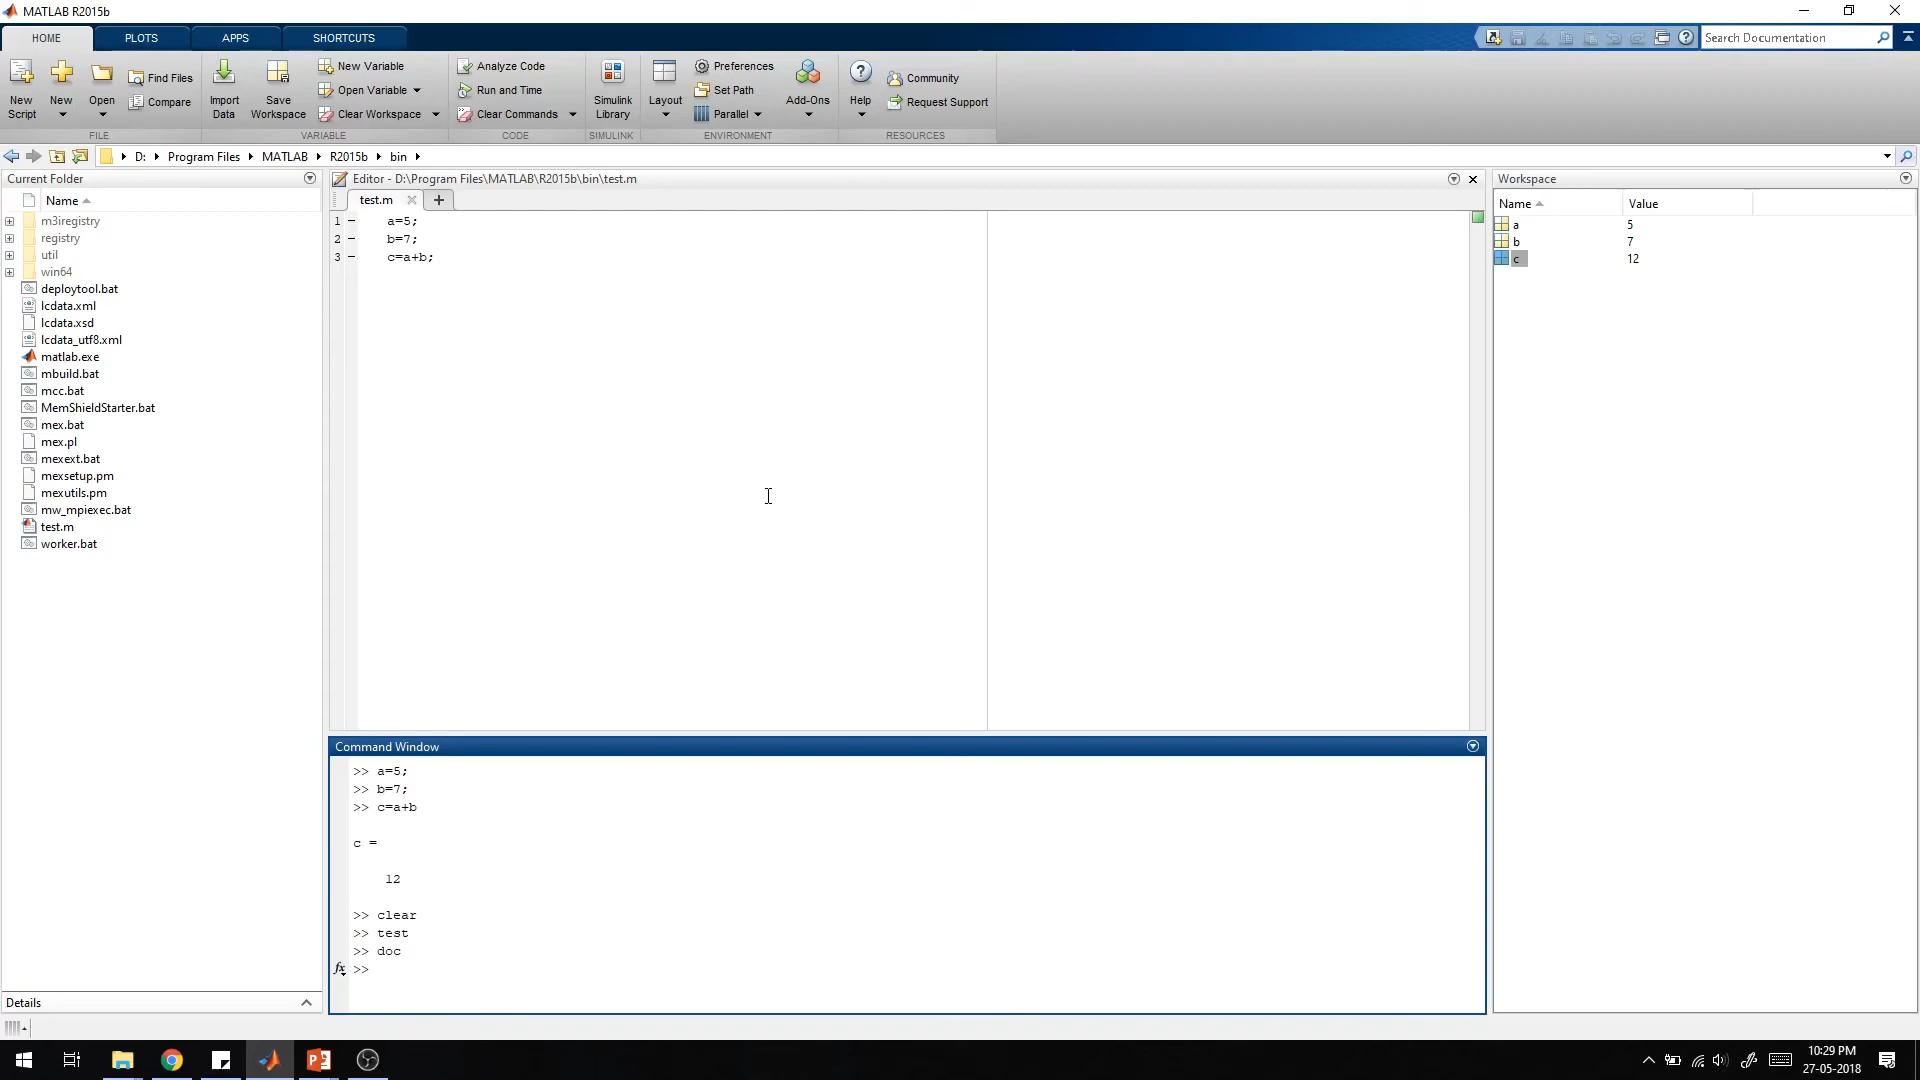 MATLAB R2015b
HOME
PLOTS
APPS
SHORTCUTS
Search Documentation
New Script
New
Open
Find Files
Compare
FILE
Import Data
Save Workspace
New Variable
Open Variable
Clear Workspace
VARIABLE
Analyze Code
Run and Time
Clear Commands
CODE
Simulink Library
SIMULINK
Layout
Preferences
Set Path
Parallel
Add-Ons
ENVIRONMENT
Help
Community
Request Support
RESOURCES
D: Program Files MATLAB R2015b bin
Current Folder
Name
m3iregistry
registry
util
win64
deploytool.bat
lcdata.xml
lcdata.xsd
lcdata_utf8.xml
matlab.exe
mbuild.bat
mcc.bat
MemShieldStarter.bat
mex.bat
mex.pl
mexext.bat
mexsetup.pm
mexutils.pm
mw_mpiexec.bat
test.m
worker.bat
Details
Editor - D:\Program Files\MATLAB\R2015b\bin\test.m
test.m
1 - a=5;
2 - b=7;
3 - c=a+b;
Command Window
>> a=5;
>> b=7;
>> c=a+b
c =
12
>> clear
>> test
>> doc
fx >>
Workspace
Name Value
a 5
b 7
c 12
10:29 PM
27-05-2018